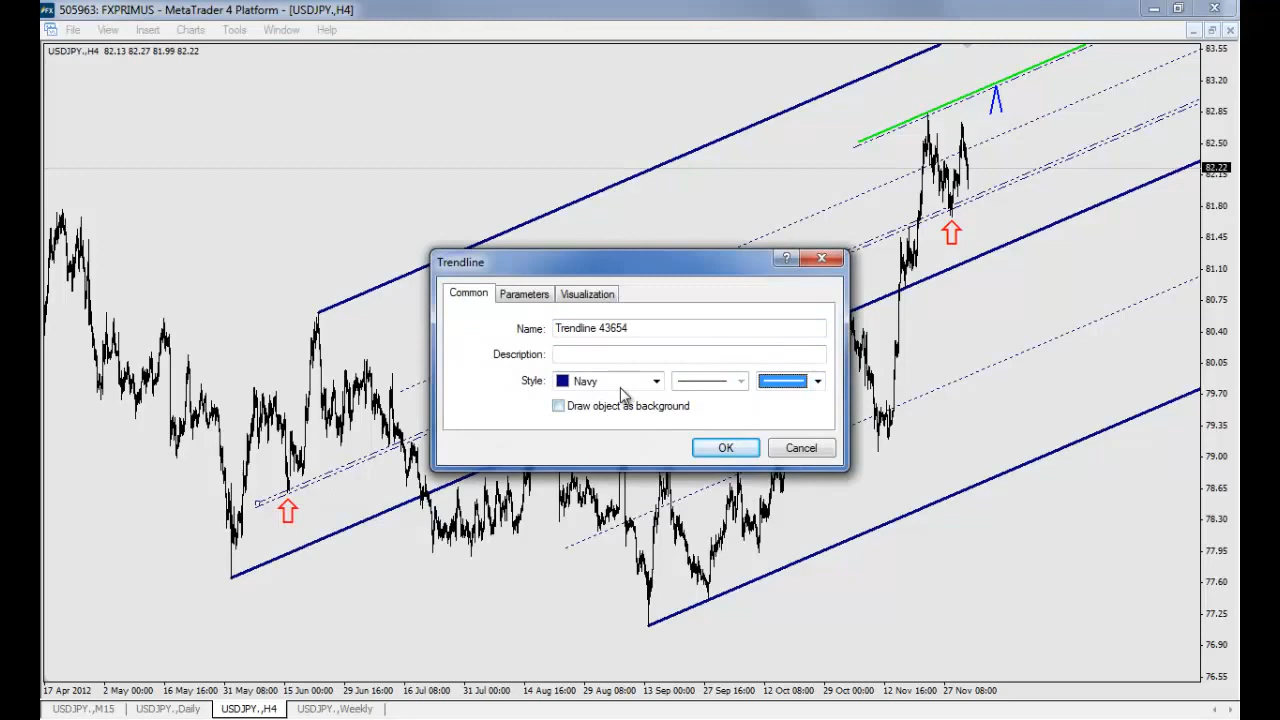 FX 505963: FXPRIMUS - MetaTrader 4 Platform - [USDJPY.,H4]
File View Insert Charts Tools Window Help
USDJPY.,H4 82.13 82.27 81.99 82.22
83.55
83.20
82.85
82.50
82.22
82.15
81.80
81.45
81.10
80.75
80.40
80.05
79.70
79.35
79.00
78.65
78.30
77.95
77.60
77.25
76.90
76.55
Trendline
Common Parameters Visualization
Name: Trendline 43654
Description:
Style: Navy
Draw object as background
OK Cancel
17 Apr 2012 2 May 00:00 16 May 16:00 31 May 08:00 15 Jun 00:00 29 Jun 16:00 16 Jul 08:00 31 Jul 00:00 14 Aug 16:00 29 Aug 08:00 13 Sep 00:00 27 Sep 16:00 12 Oct 08:00 29 Oct 00:00 12 Nov 16:00 27 Nov 08:00
USDJPY.,M15 USDJPY.,Daily USDJPY.,H4 USDJPY.,Weekly